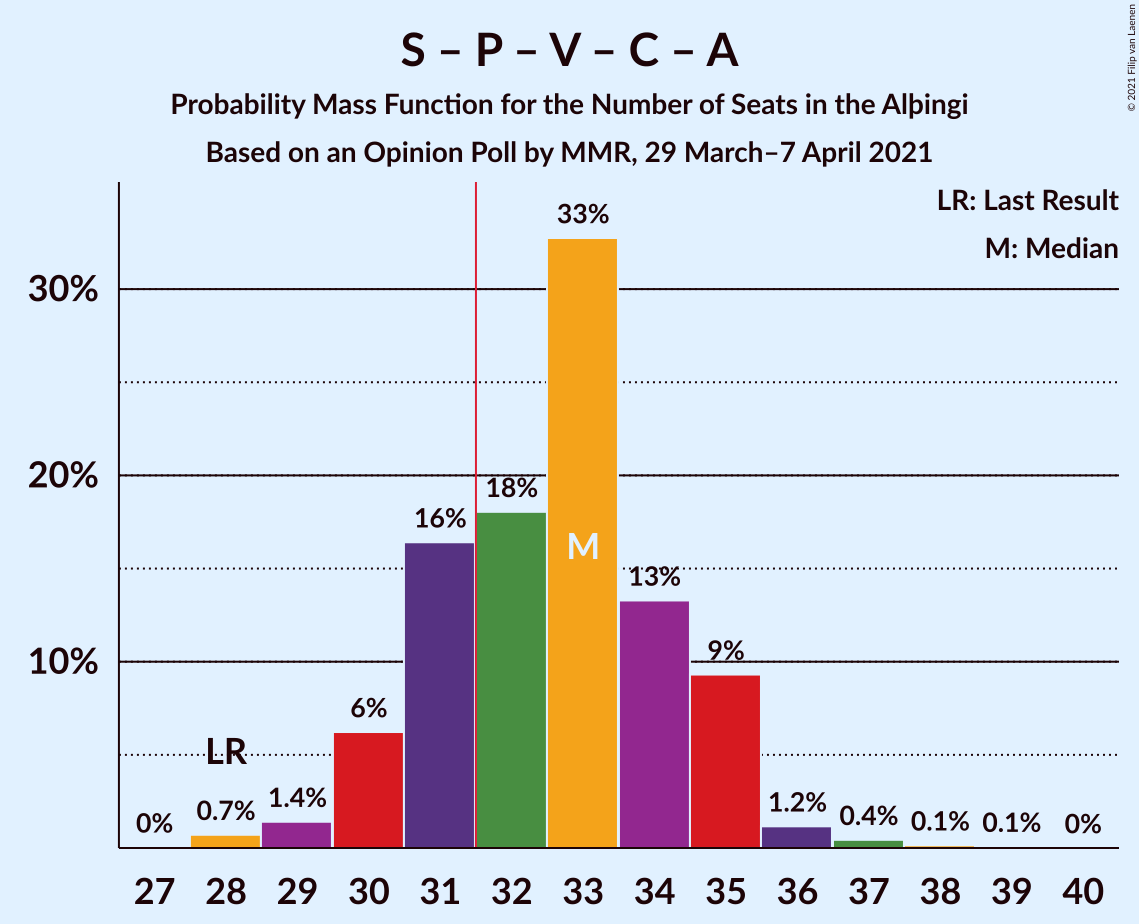 S – P – V – C – A
Probability Mass Function for the Number of Seats in the Alþingi
Based on an Opinion Poll by MMR, 29 March–7 April 2021
© 2021 Filip van Laenen
LR: Last Result
M: Median
33%
30%
20%
18%
16%
M
13%
10%
9%
6%
LR
1.4%
0.7%
0%
1.2%
0.4%
0.1%
0.1%
0%
27 28 29 30 31 32 33 34 35 36 37 38 39 40